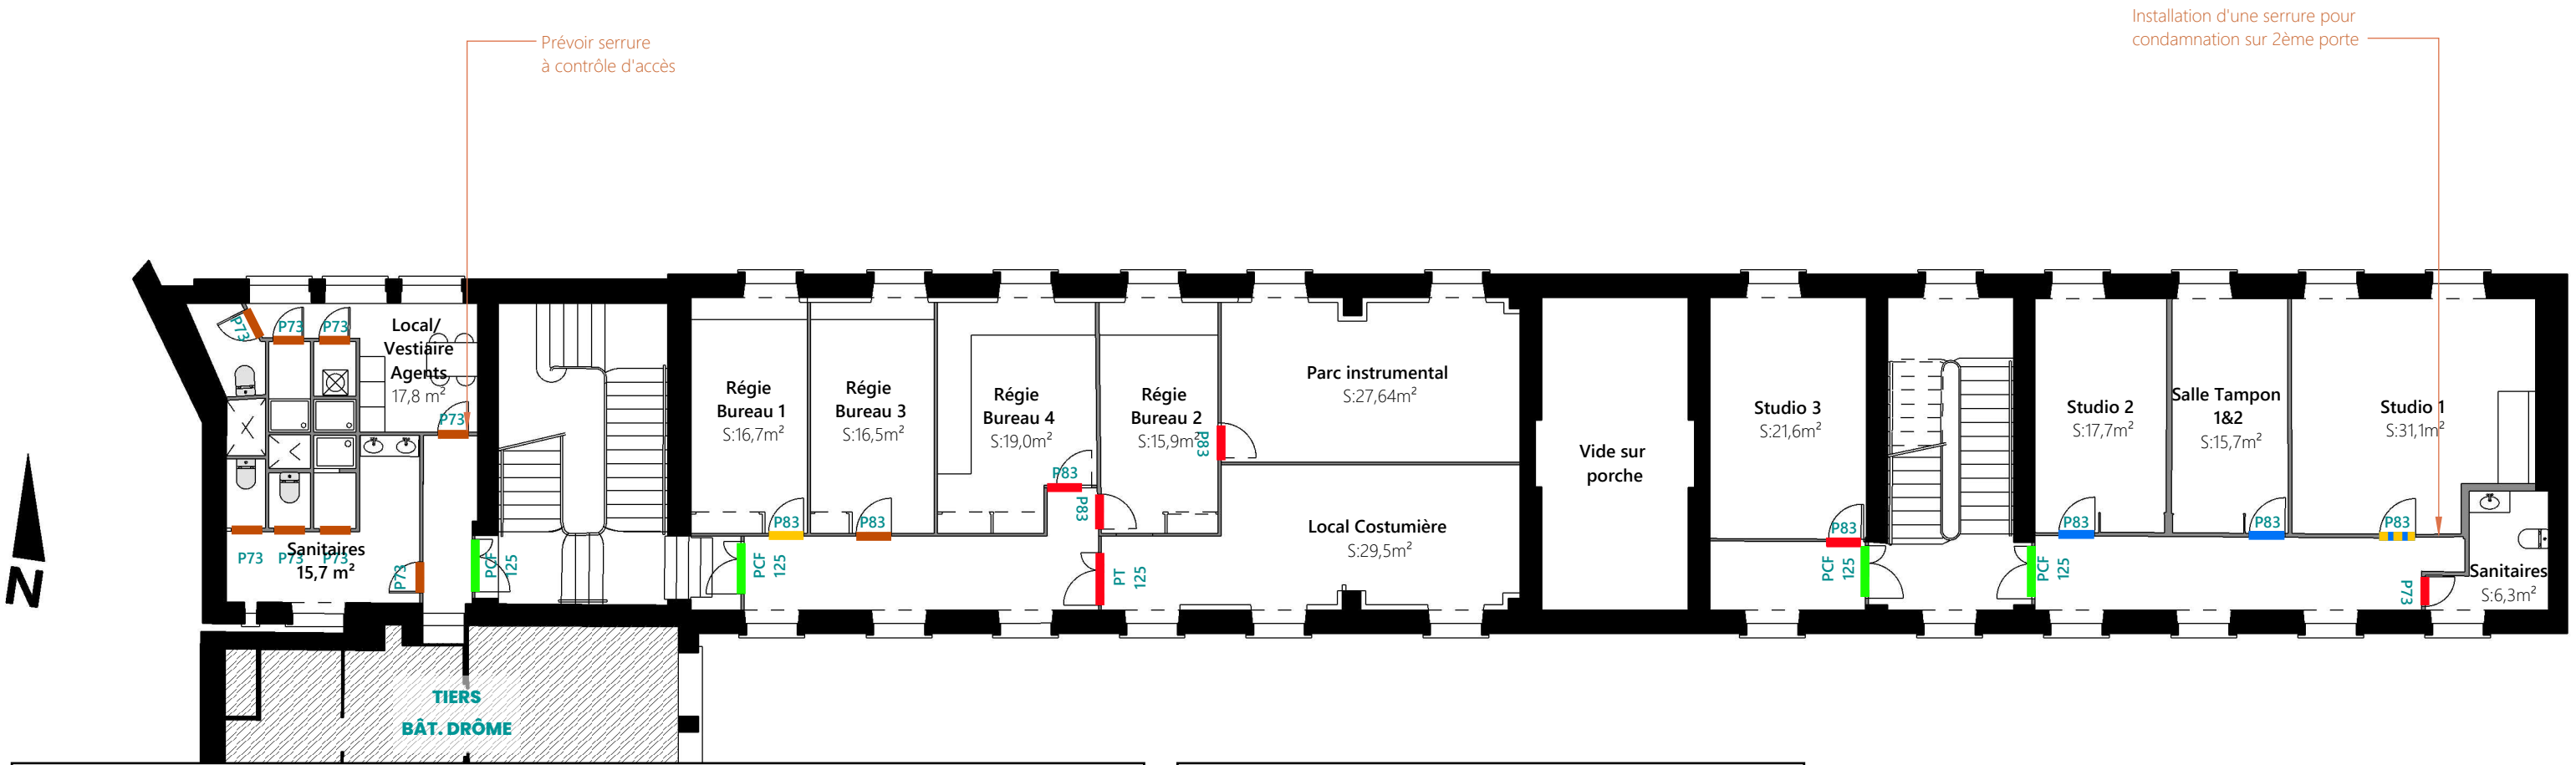 Installation d'une serrure pour
condamnation sur 2ème porte
Prévoir serrure
à contrôle d'accès
P73
P73
P73
Local/
Vestiaire
Agents
17,8 m²
P73
Régie
Bureau 1
S:16,7m²
Régie
Bureau 3
S:16,5m²
Régie
Bureau 4
S:19,0m²
Régie
Bureau 2
S:15,9m²
Parc instrumental
S:27,64m²
P83
P83
P83
P83
P83
Local Costumière
S:29,5m²
Vide sur
porche
Studio 3
S:21,6m²
P83
Studio 2
S:17,7m²
P83
Salle Tampon
1&2
S:15,7m²
P83
Studio 1
S:31,1m²
P83
P73
P73
P73
Sanitaires
15,7 m²
P73
PCF
125
PCF
125
PT
125
PCF
125
PCF
125
P73
Sanitaires
S:6,3m²
N
TIERS
BÂT. DRÔME